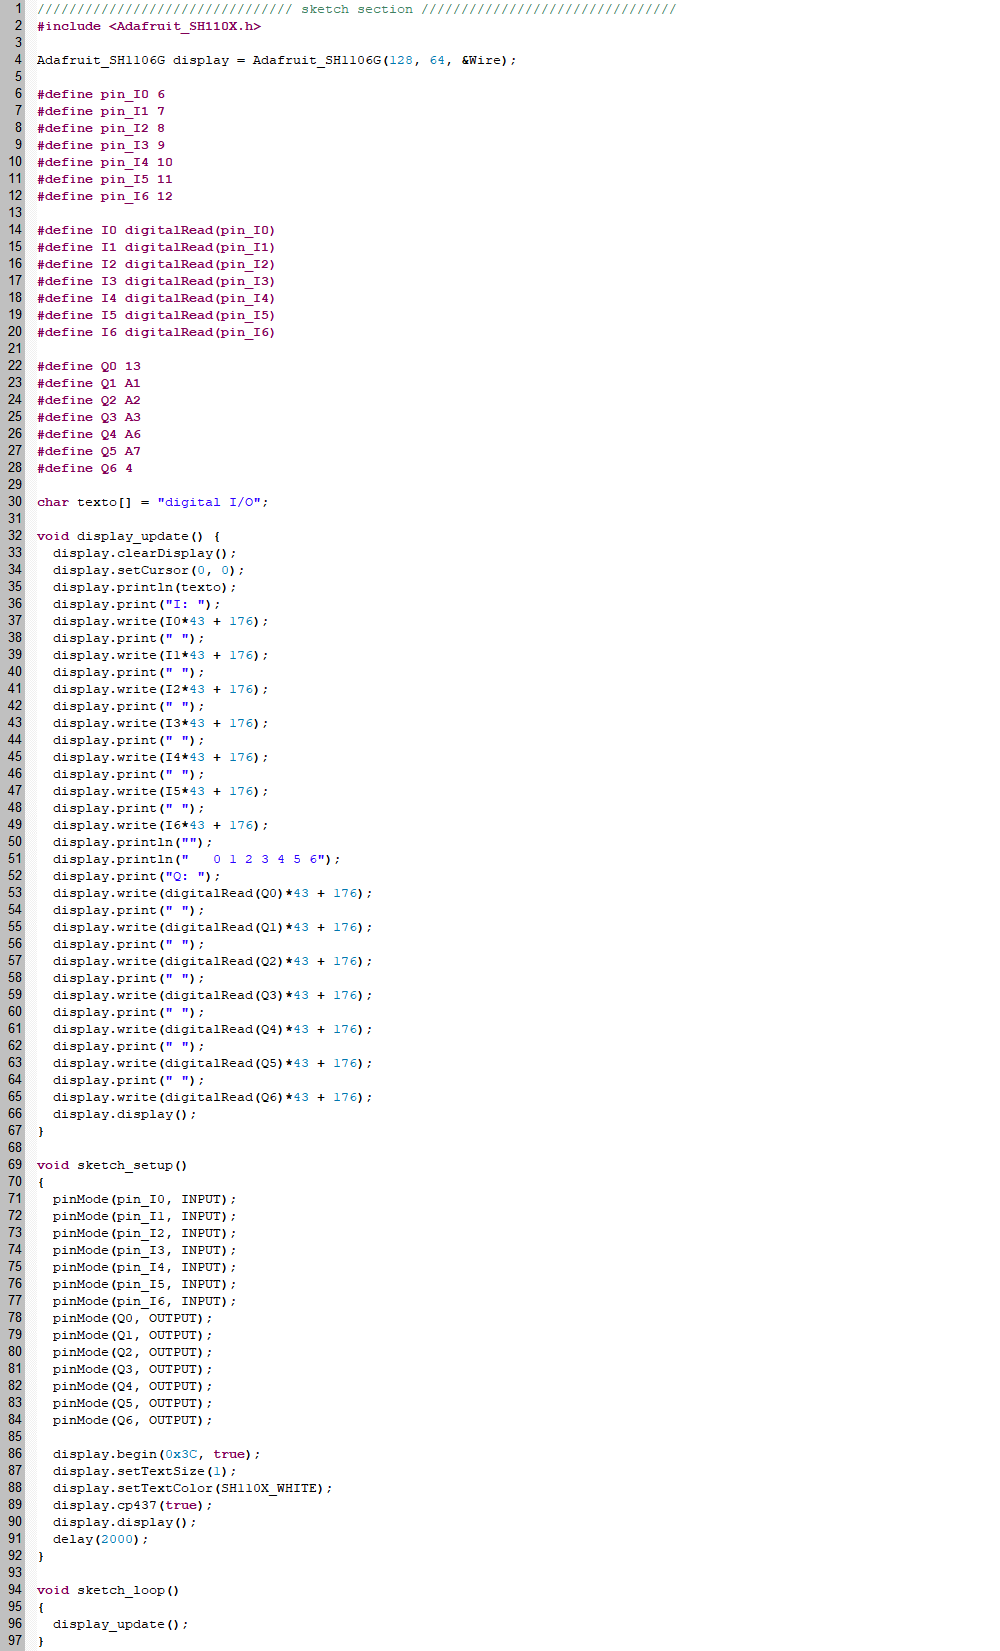 1 //////////////////////////////// sketch section ////////////////////////////////
2 #include <Adafruit_SH110X.h>
3
4 Adafruit_SH1106G display = Adafruit_SH1106G(128, 64, &Wire);
5
6 #define pin_I0 6
7 #define pin_I1 7
8 #define pin_I2 8
9 #define pin_I3 9
10 #define pin_I4 10
11 #define pin_I5 11
12 #define pin_I6 12
13
14 #define I0 digitalRead(pin_I0)
15 #define I1 digitalRead(pin_I1)
16 #define I2 digitalRead(pin_I2)
17 #define I3 digitalRead(pin_I3)
18 #define I4 digitalRead(pin_I4)
19 #define I5 digitalRead(pin_I5)
20 #define I6 digitalRead(pin_I6)
21
22 #define Q0 13
23 #define Q1 A1
24 #define Q2 A2
25 #define Q3 A3
26 #define Q4 A6
27 #define Q5 A7
28 #define Q6 4
29
30 char texto[] = "digital I/O";
31
32 void display_update() {
33   display.clearDisplay();
34   display.setCursor(0, 0);
35   display.println(texto);
36   display.print("I: ");
37   display.write(I0*43 + 176);
38   display.print(" ");
39   display.write(I1*43 + 176);
40   display.print(" ");
41   display.write(I2*43 + 176);
42   display.print(" ");
43   display.write(I3*43 + 176);
44   display.print(" ");
45   display.write(I4*43 + 176);
46   display.print(" ");
47   display.write(I5*43 + 176);
48   display.print(" ");
49   display.write(I6*43 + 176);
50   display.println("");
51   display.println("   0 1 2 3 4 5 6");
52   display.print("Q: ");
53   display.write(digitalRead(Q0)*43 + 176);
54   display.print(" ");
55   display.write(digitalRead(Q1)*43 + 176);
56   display.print(" ");
57   display.write(digitalRead(Q2)*43 + 176);
58   display.print(" ");
59   display.write(digitalRead(Q3)*43 + 176);
60   display.print(" ");
61   display.write(digitalRead(Q4)*43 + 176);
62   display.print(" ");
63   display.write(digitalRead(Q5)*43 + 176);
64   display.print(" ");
65   display.write(digitalRead(Q6)*43 + 176);
66   display.display();
67 }
68
69 void sketch_setup()
70 {
71   pinMode(pin_I0, INPUT);
72   pinMode(pin_I1, INPUT);
73   pinMode(pin_I2, INPUT);
74   pinMode(pin_I3, INPUT);
75   pinMode(pin_I4, INPUT);
76   pinMode(pin_I5, INPUT);
77   pinMode(pin_I6, INPUT);
78   pinMode(Q0, OUTPUT);
79   pinMode(Q1, OUTPUT);
80   pinMode(Q2, OUTPUT);
81   pinMode(Q3, OUTPUT);
82   pinMode(Q4, OUTPUT);
83   pinMode(Q5, OUTPUT);
84   pinMode(Q6, OUTPUT);
85
86   display.begin(0x3C, true);
87   display.setTextSize(1);
88   display.setTextColor(SH110X_WHITE);
89   display.cp437(true);
90   display.display();
91   delay(2000);
92 }
93
94 void sketch_loop()
95 {
96   display_update();
97 }